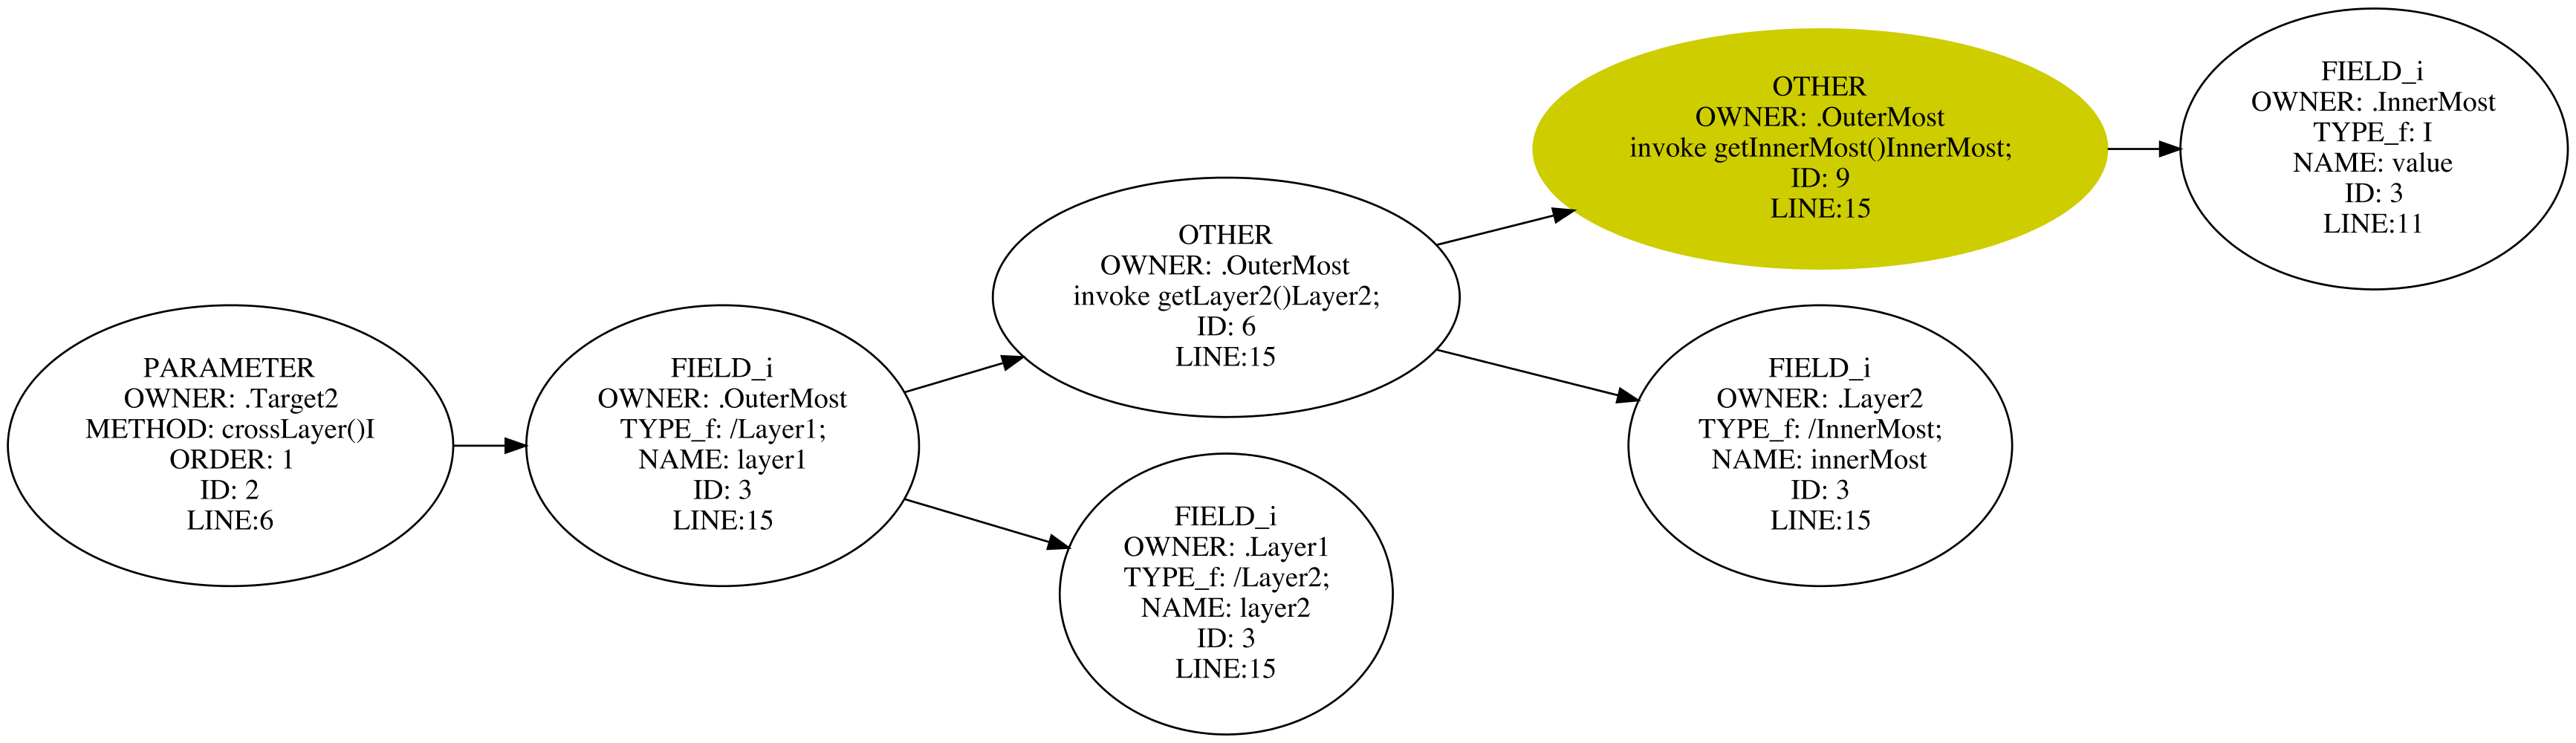 PARAMETER
OWNER: .Target2
METHOD: crossLayer()I
ORDER: 1
ID: 2
LINE:6
FIELD_i
OWNER: .OuterMost
TYPE_f: /Layer1;
NAME: layer1
ID: 3
LINE:15
OTHER
OWNER: .OuterMost
invoke getLayer2()Layer2;
ID: 6
LINE:15
FIELD_i
OWNER: .Layer1
TYPE_f: /Layer2;
NAME: layer2
ID: 3
LINE:15
OTHER
OWNER: .OuterMost
invoke getInnerMost()InnerMost;
ID: 9
LINE:15
FIELD_i
OWNER: .Layer2
TYPE_f: /InnerMost;
NAME: innerMost
ID: 3
LINE:15
FIELD_i
OWNER: .InnerMost
TYPE_f: I
NAME: value
ID: 3
LINE:11